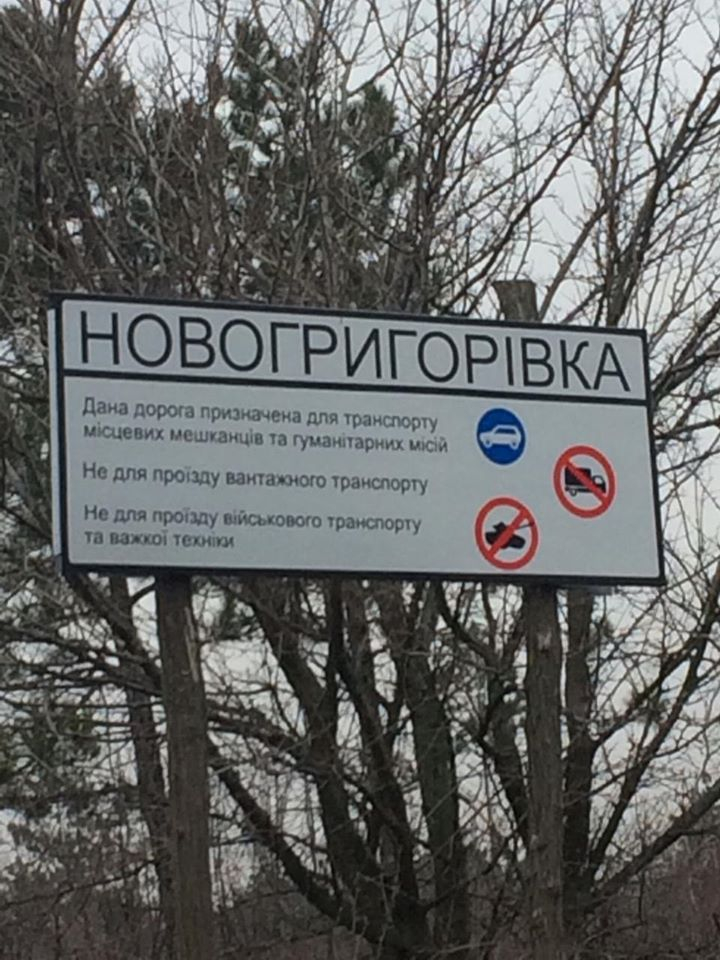 НОВОГРИГОРІВКА
Дана дорога призначена для транспорту
місцевих мешканців та гуманітарних місій
Не для проїзду вантажного транспорту
Не для проїзду військового транспорту
та важкої техніки